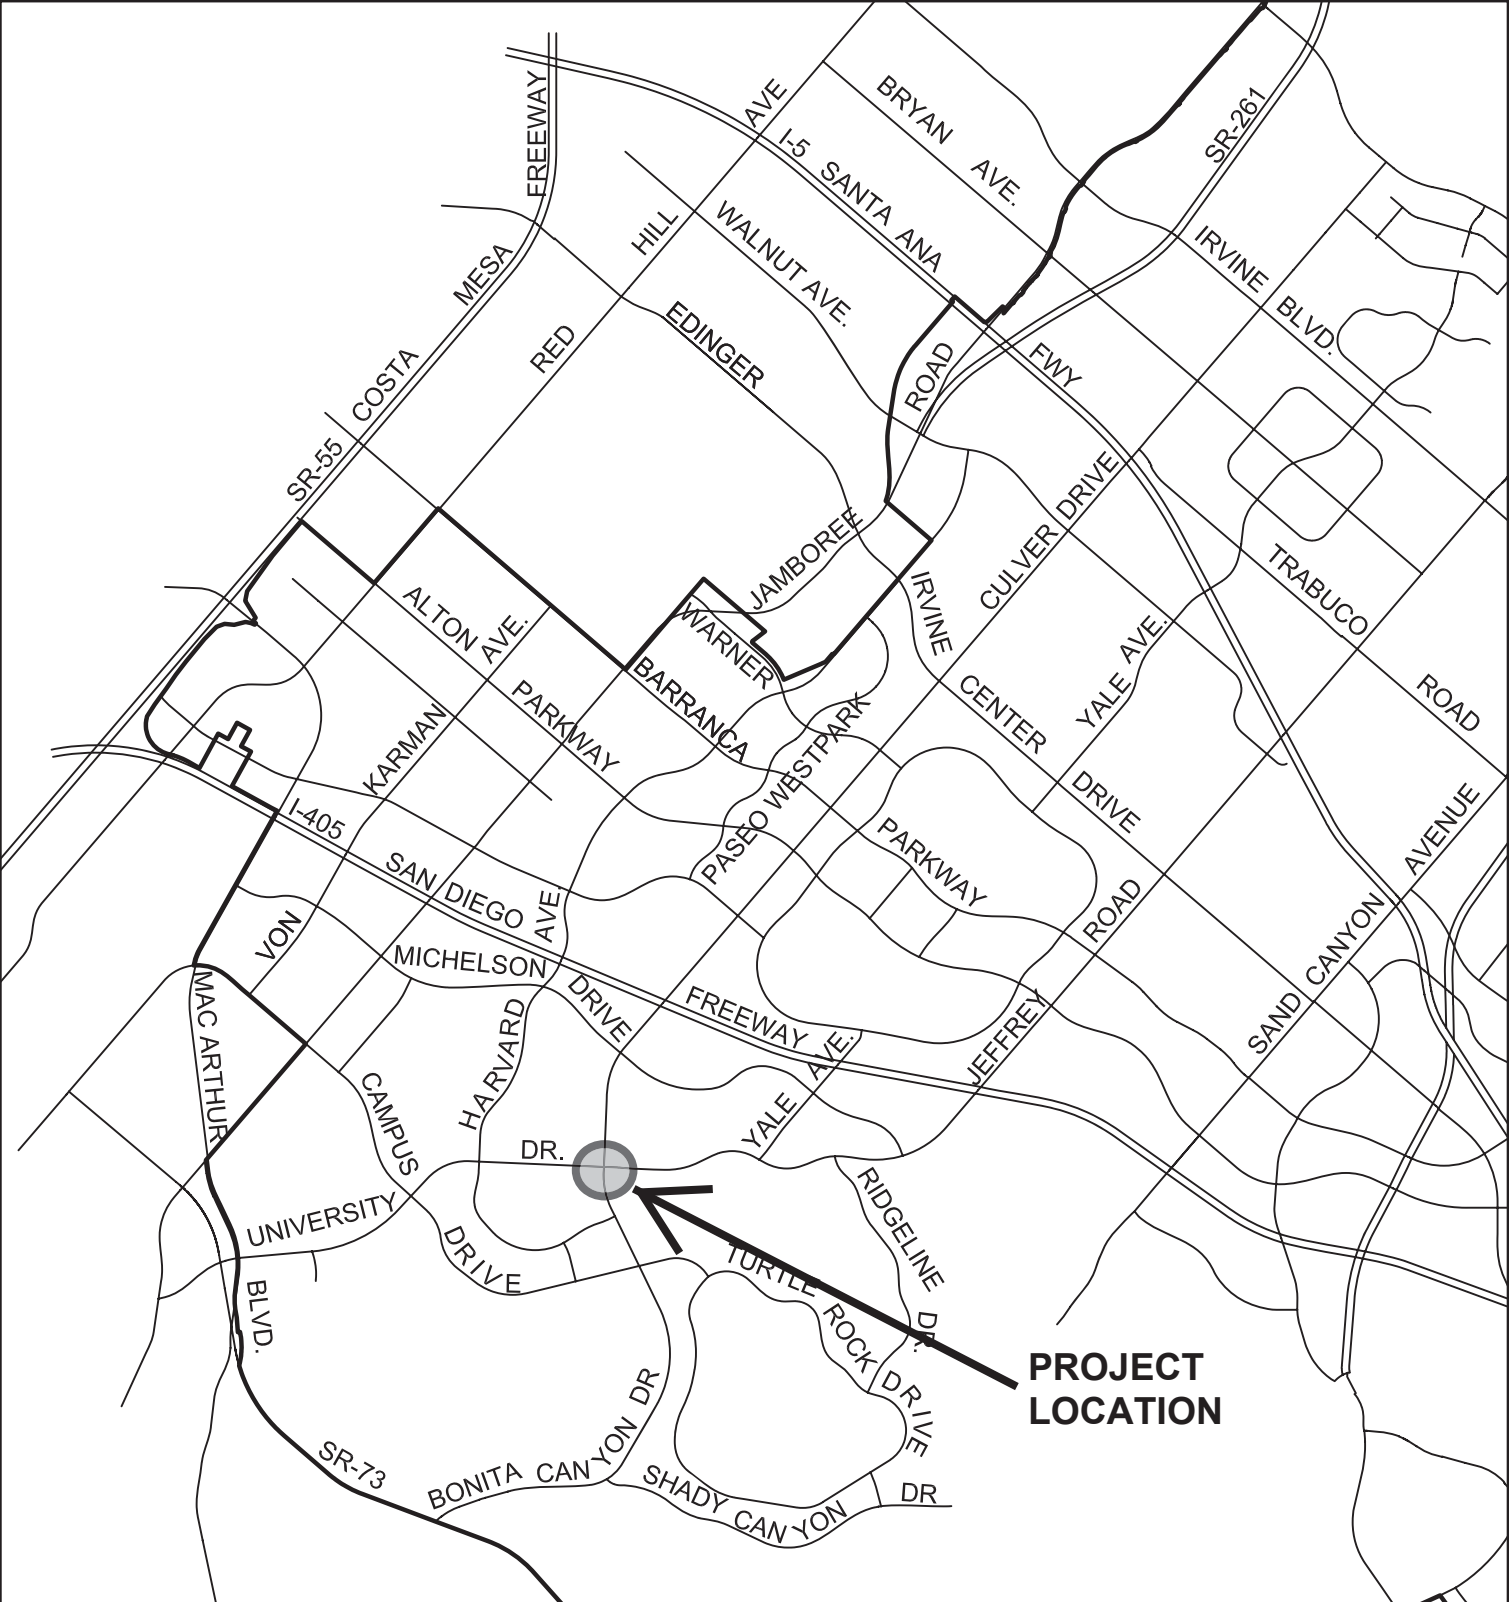 FREEWAY
MESA
COSTA
SR-55
AVE
HILL
RED
I-5
SANTA
ANA
FWY
BRYAN
AVE.
SR-261
WALNUT AVE.
IRVINE
BLVD.
EDINGER
ROAD
JAMBOREE
CULVER
DRIVE
TRABUCO
ROAD
ALTON
PARKWAY
AVE.
KARMAN
VON
WARNER
BARRANCA
PARKWAY
IRVINE
CENTER
DRIVE
YALE
AVE.
PASEO WESTPARK
I-405
SAN
DIEGO
FREEWAY
AVE.
HARVARD
MICHELSON
DRIVE
ROAD
JEFFREY
AVENUE
CANYON
SAND
MAC ARTHUR
BLVD.
CAMPUS
DRIVE
DR.
UNIVERSITY
YALE
AVE.
RIDGELINE
DR.
TURTLE
ROCK
DRIVE
PROJECT
LOCATION
SR-73
BONITA
CANYON
DR
SHADY
CANYON
DR